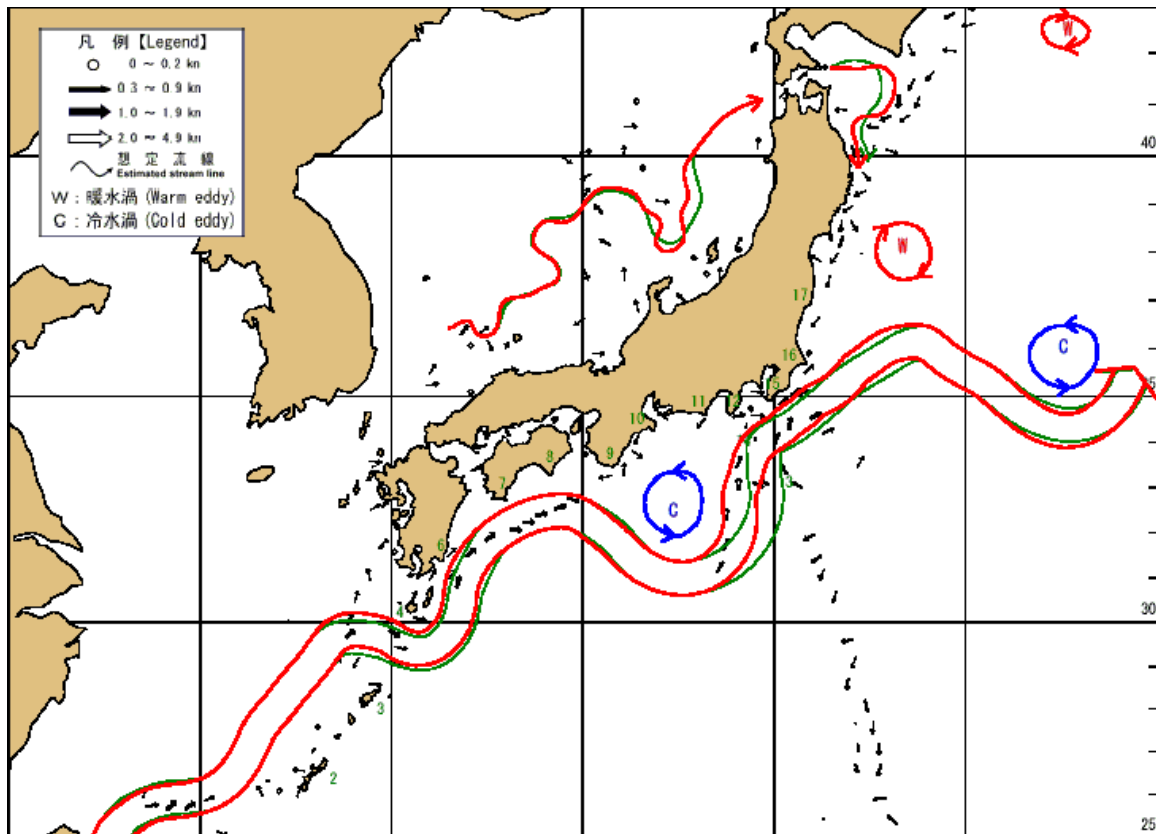 凡 例【Legend】
0 ～ 0.2 kn
0.3 ～ 0.9 kn
1.0 ～ 1.9 kn
2.0 ～ 4.9 kn
想 定 流 線
Estimated stream line
W：暖水渦 (Warm eddy)
C：冷水渦 (Cold eddy)
W
40
W
17
C
16
15
35
12
11
10
9
8
7
13
C
6
4
30
3
2
25